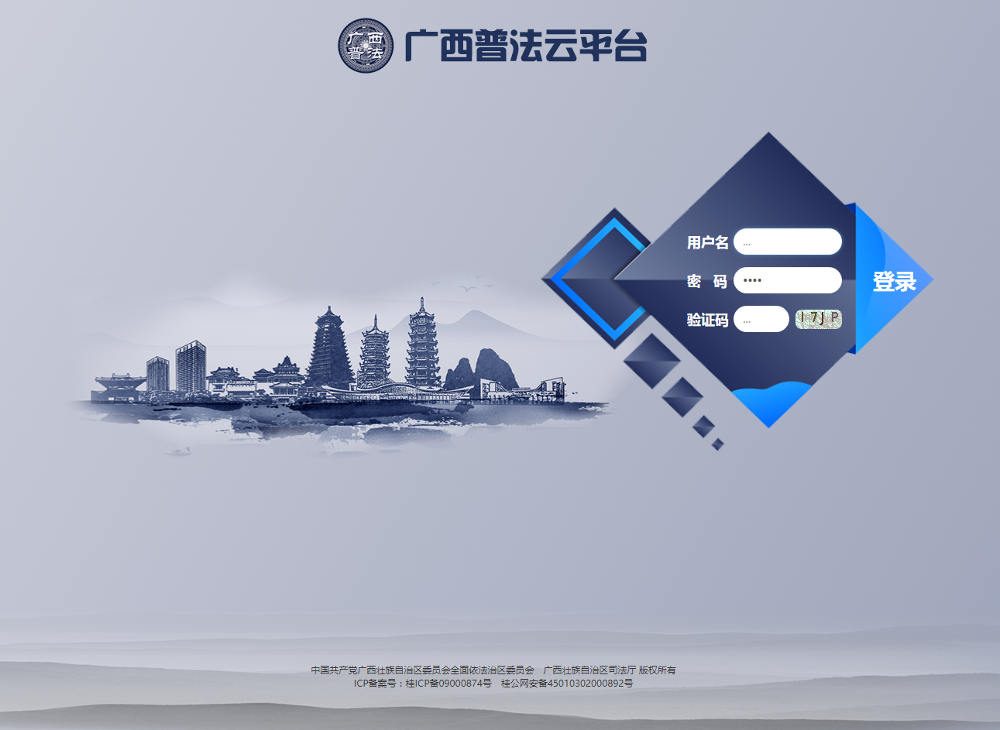 广西
普法
广西普法云平台
用户名 ...
密 码 ••••
登录
验证码 ... I7JP
中国共产党广西壮族自治区委员会全面依法治区委员会 广西壮族自治区司法厅 版权所有
ICP备案号：桂ICP备09000874号 桂公网安备45010302000892号